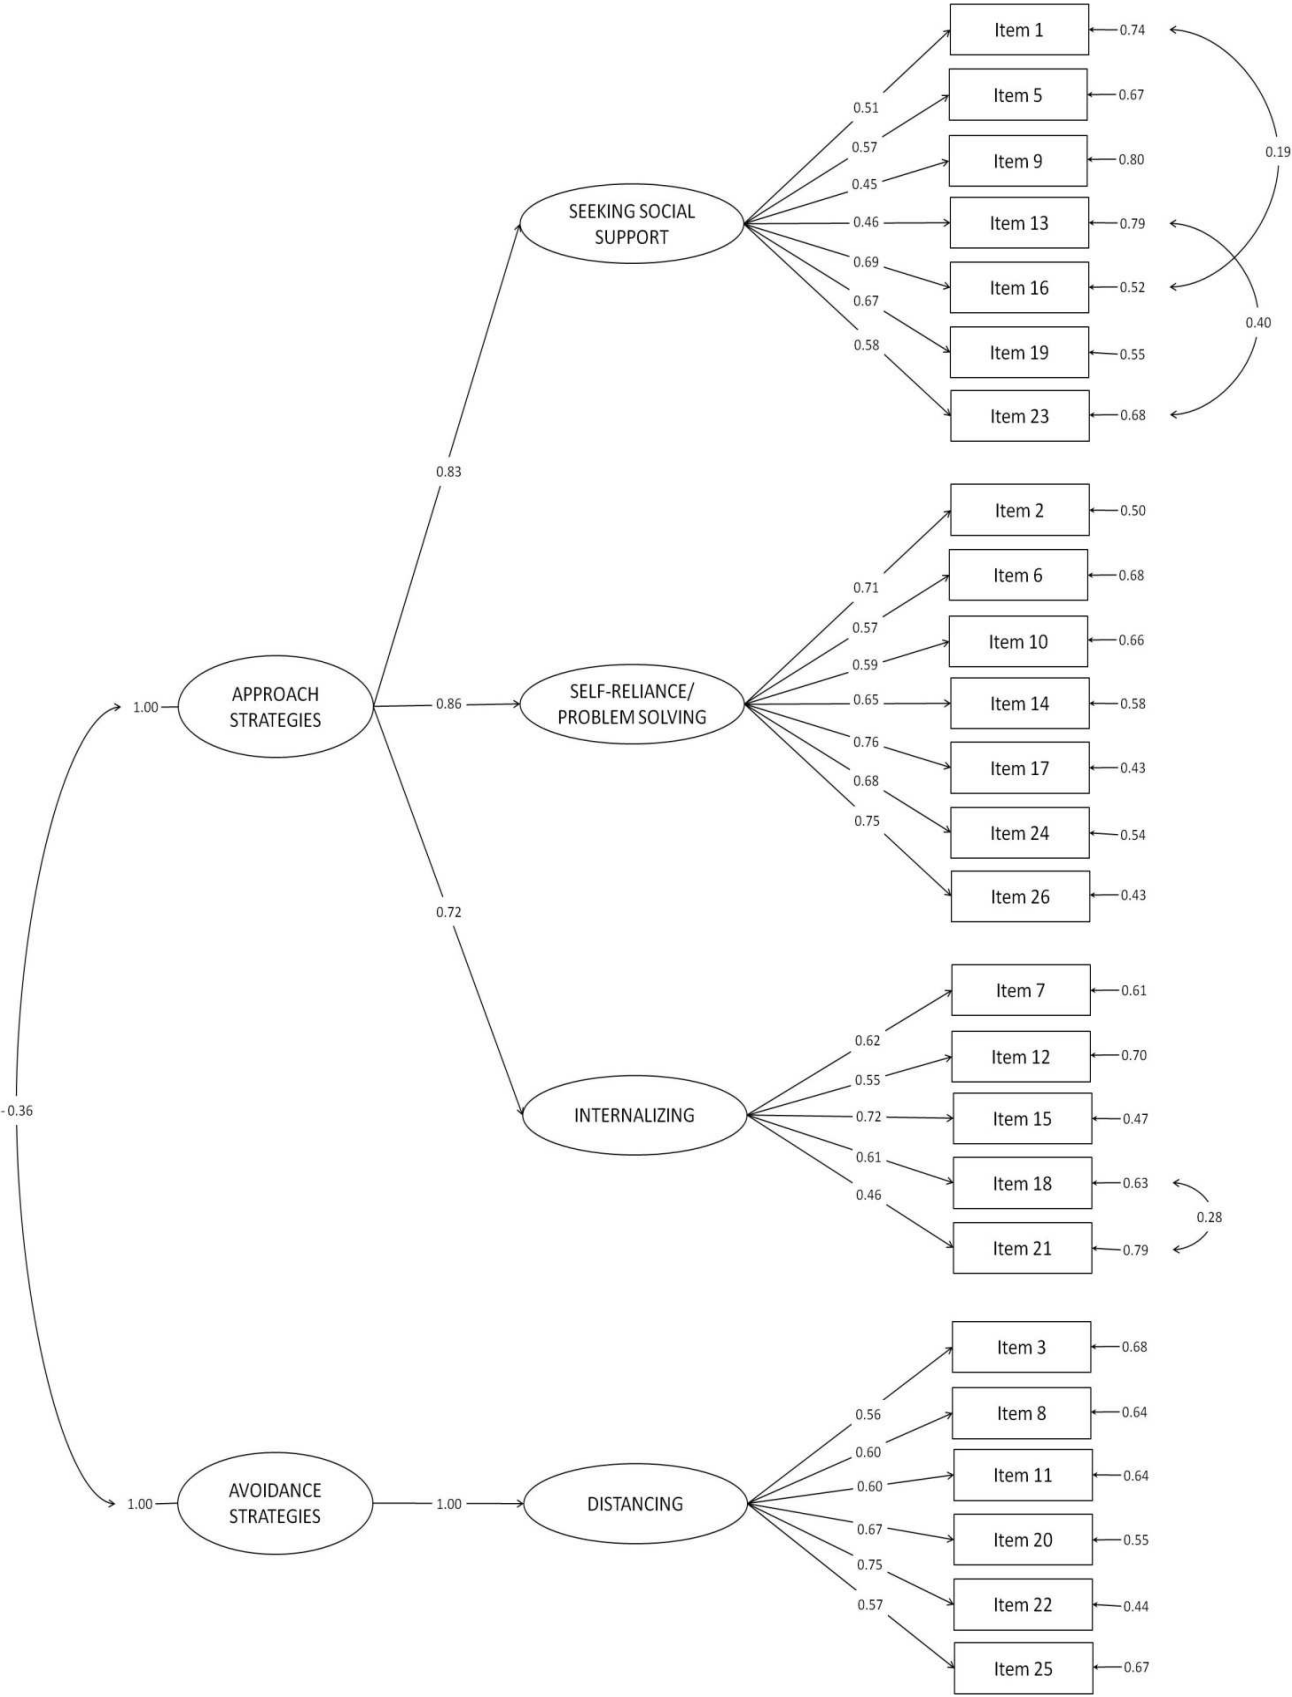 Item 1
0.74
Item 5
0.67
Item 9
0.80
Item 13
0.79
Item 16
0.52
Item 19
0.55
Item 23
0.68
0.19
0.40
0.51
0.57
0.45
0.46
0.69
0.67
0.58
SEEKING SOCIAL
SUPPORT
0.83
Item 2
0.50
Item 6
0.68
Item 10
0.66
Item 14
0.58
Item 17
0.43
Item 24
0.54
Item 26
0.43
0.71
0.57
0.59
0.65
0.76
0.68
0.75
SELF-RELIANCE/
PROBLEM SOLVING
0.86
APPROACH
STRATEGIES
1.00
0.72
Item 7
0.61
Item 12
0.70
Item 15
0.47
Item 18
0.63
Item 21
0.79
0.28
0.62
0.55
0.72
0.61
0.46
INTERNALIZING
- 0.36
Item 3
0.68
Item 8
0.64
Item 11
0.64
Item 20
0.55
Item 22
0.44
Item 25
0.67
0.56
0.60
0.60
0.67
0.75
0.57
DISTANCING
1.00
AVOIDANCE
STRATEGIES
1.00